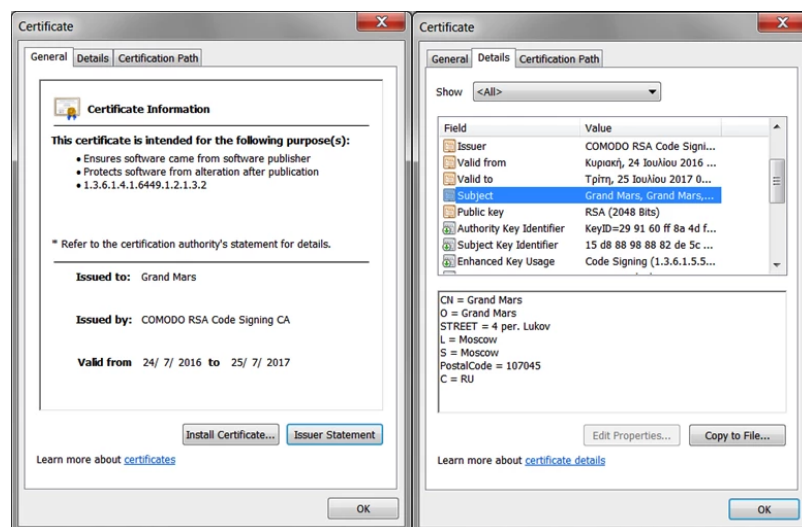 Certificate
General Details Certification Path
Certificate Information
This certificate is intended for the following purpose(s):
• Ensures software came from software publisher
• Protects software from alteration after publication
• 1.3.6.1.4.1.6449.1.2.1.3.2
* Refer to the certification authority's statement for details.
Issued to: Grand Mars
Issued by: COMODO RSA Code Signing CA
Valid from 24/ 7/ 2016 to 25/ 7/ 2017
Install Certificate... Issuer Statement
Learn more about certificates
OK
Certificate
General Details Certification Path
Show <All>
Field Value
Issuer COMODO RSA Code Signi...
Valid from Κυριακή, 24 Ιουλίου 2016 ...
Valid to Τρίτη, 25 Ιουλίου 2017 0...
Subject Grand Mars, Grand Mars,...
Public key RSA (2048 Bits)
Authority Key Identifier KeyID=29 91 60 ff 8a 4d f...
Subject Key Identifier 15 d8 88 98 88 82 de 5c ...
Enhanced Key Usage Code Signing (1.3.6.1.5.5...
CN = Grand Mars
O = Grand Mars
STREET = 4 per. Lukov
L = Moscow
S = Moscow
PostalCode = 107045
C = RU
Edit Properties... Copy to File...
Learn more about certificate details
OK